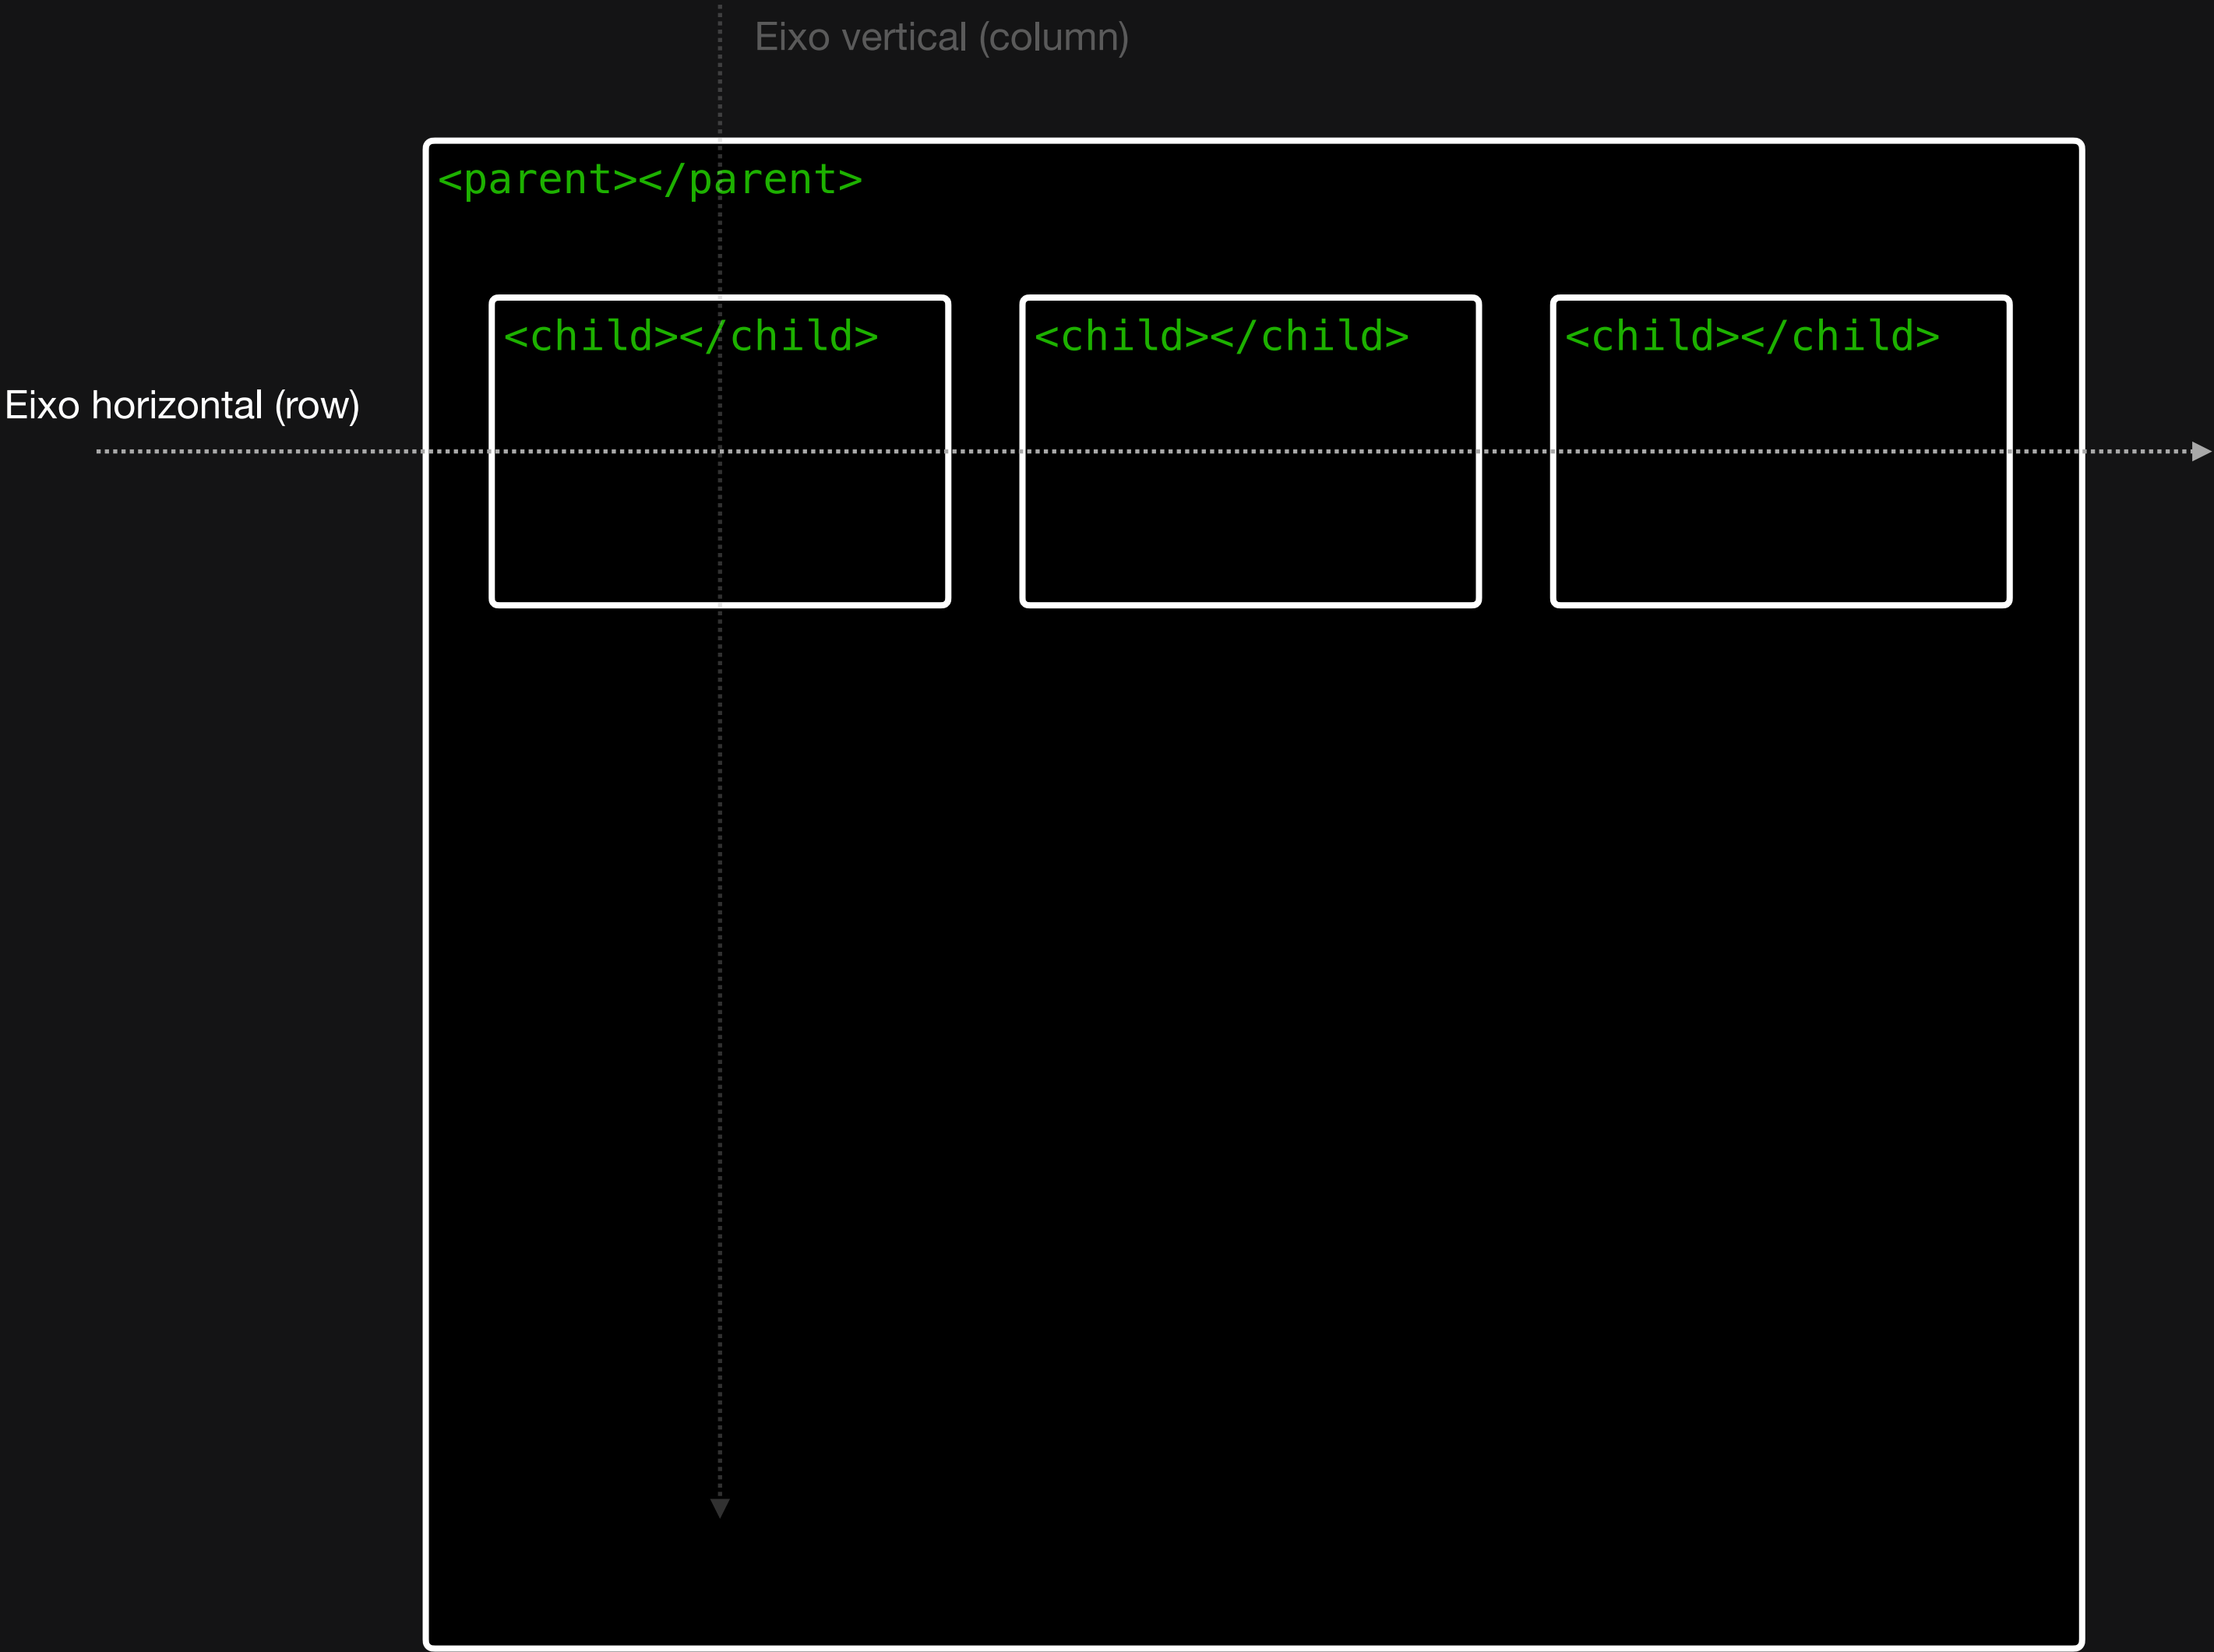 Eixo vertical (column)
<parent></parent>
<child></child>
<child></child>
<child></child>
Eixo horizontal (row)